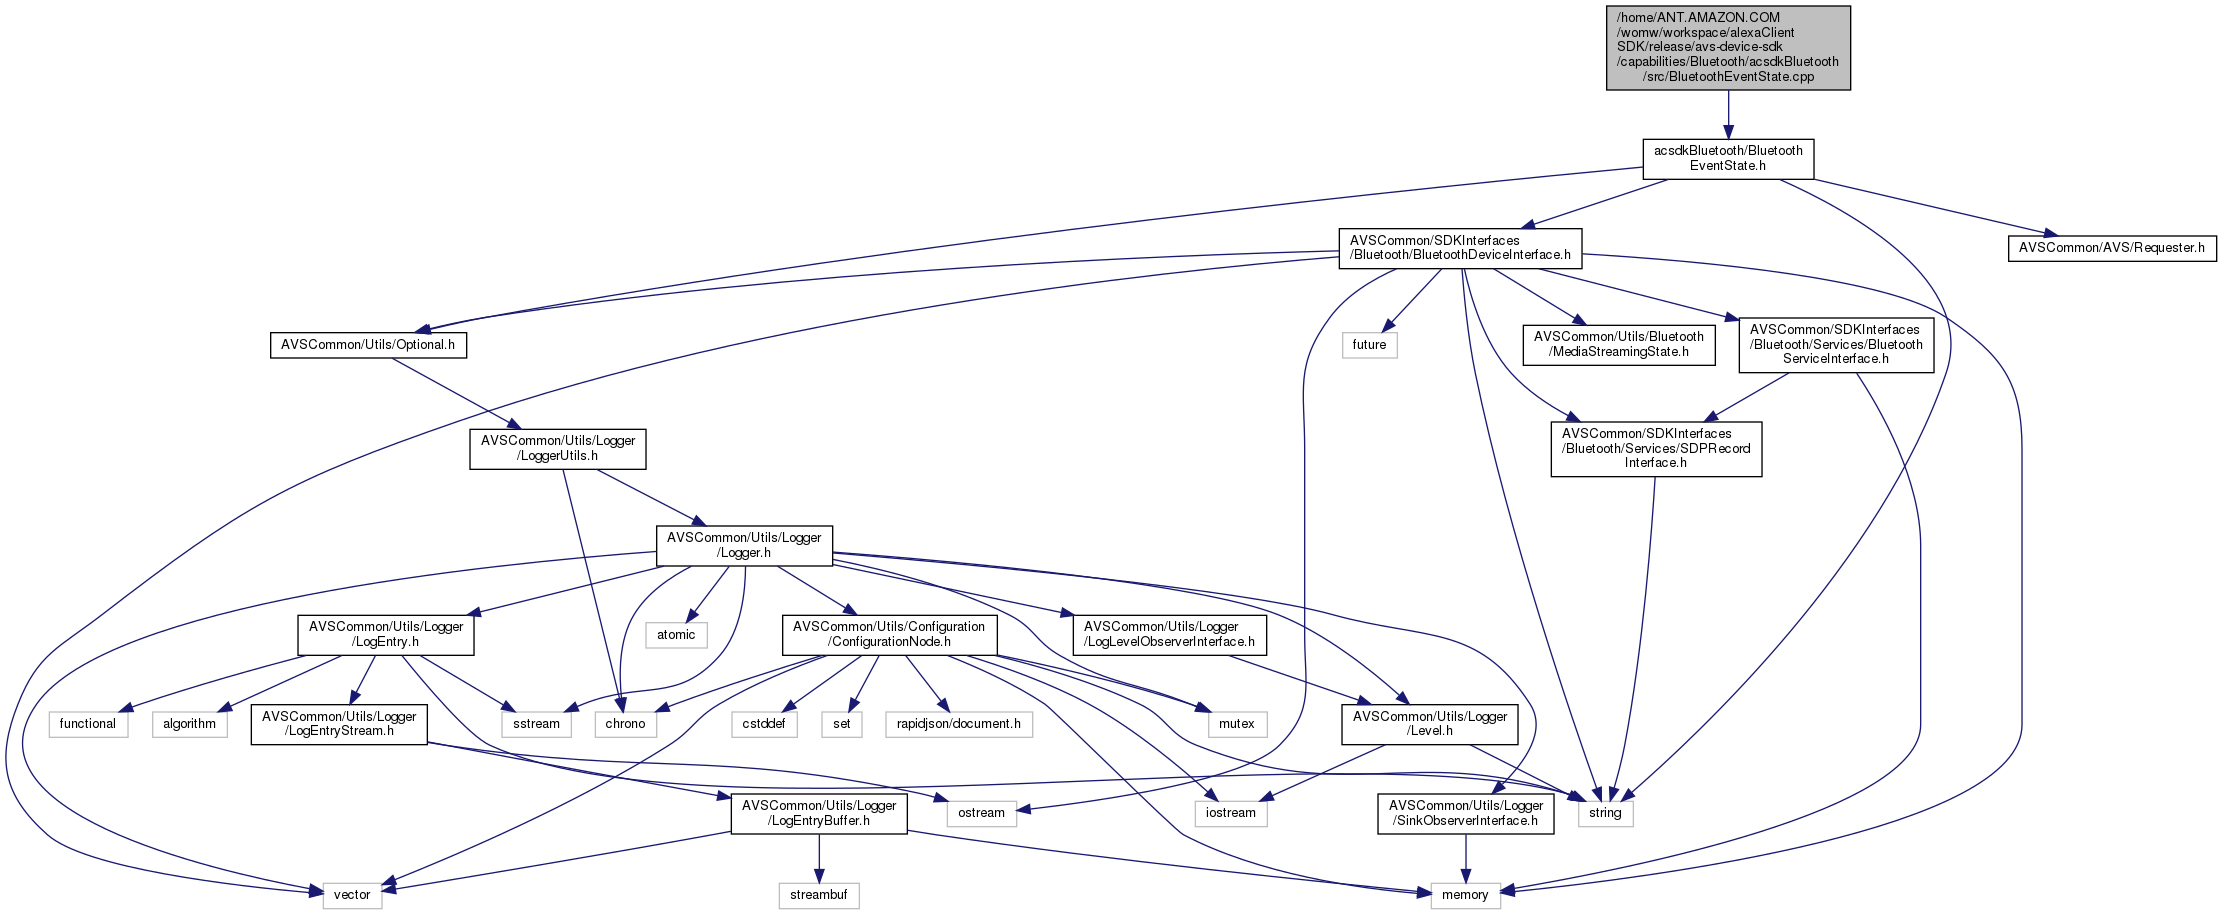 /home/ANT.AMAZON.COM
/womw/workspace/alexaClient
SDK/release/avs-device-sdk
/capabilities/Bluetooth/acsdkBluetooth
/src/BluetoothEventState.cpp
acsdkBluetooth/Bluetooth
EventState.h
AVSCommon/SDKInterfaces
/Bluetooth/BluetoothDeviceInterface.h
AVSCommon/AVS/Requester.h
AVSCommon/Utils/Optional.h
future
AVSCommon/Utils/Bluetooth
/MediaStreamingState.h
AVSCommon/SDKInterfaces
/Bluetooth/Services/Bluetooth
ServiceInterface.h
AVSCommon/Utils/Logger
/LoggerUtils.h
AVSCommon/SDKInterfaces
/Bluetooth/Services/SDPRecord
Interface.h
AVSCommon/Utils/Logger
/Logger.h
AVSCommon/Utils/Logger
/LogEntry.h
atomic
AVSCommon/Utils/Configuration
/ConfigurationNode.h
AVSCommon/Utils/Logger
/LogLevelObserverInterface.h
functional
algorithm
AVSCommon/Utils/Logger
/LogEntryStream.h
sstream
chrono
cstddef
set
rapidjson/document.h
mutex
AVSCommon/Utils/Logger
/Level.h
AVSCommon/Utils/Logger
/LogEntryBuffer.h
ostream
iostream
AVSCommon/Utils/Logger
/SinkObserverInterface.h
string
vector
streambuf
memory